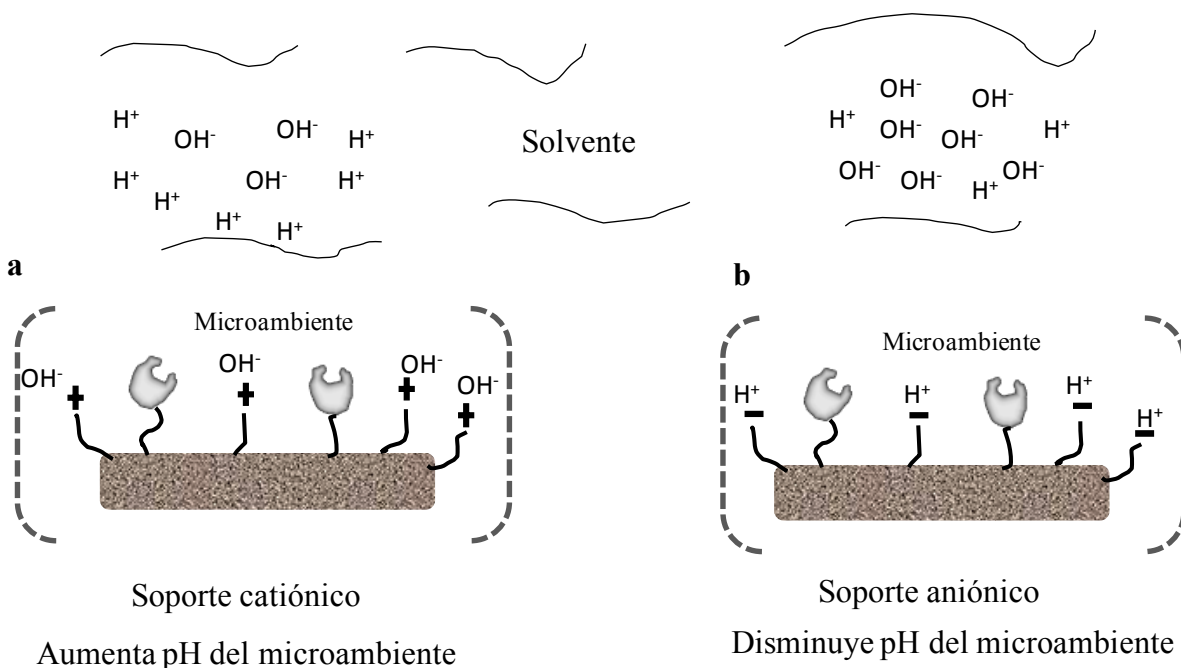 OH⁻
H⁺ OH⁻ OH⁻
OH⁻ OH⁻ H⁺ Solvente H⁺ OH⁻ OH⁻ H⁺
H⁺
H⁺ OH⁻ H⁺ OH⁻ OH⁻ OH⁻
H⁺ H⁺
H⁺ H⁺
a b
Microambiente
Microambiente
OH⁻ OH⁻ OH⁻ OH⁻
+ + + +
H⁺ H⁺ H⁺ H⁺
− − − −
Soporte catiónico
Soporte aniónico
Aumenta pH del microambiente
Disminuye pH del microambiente